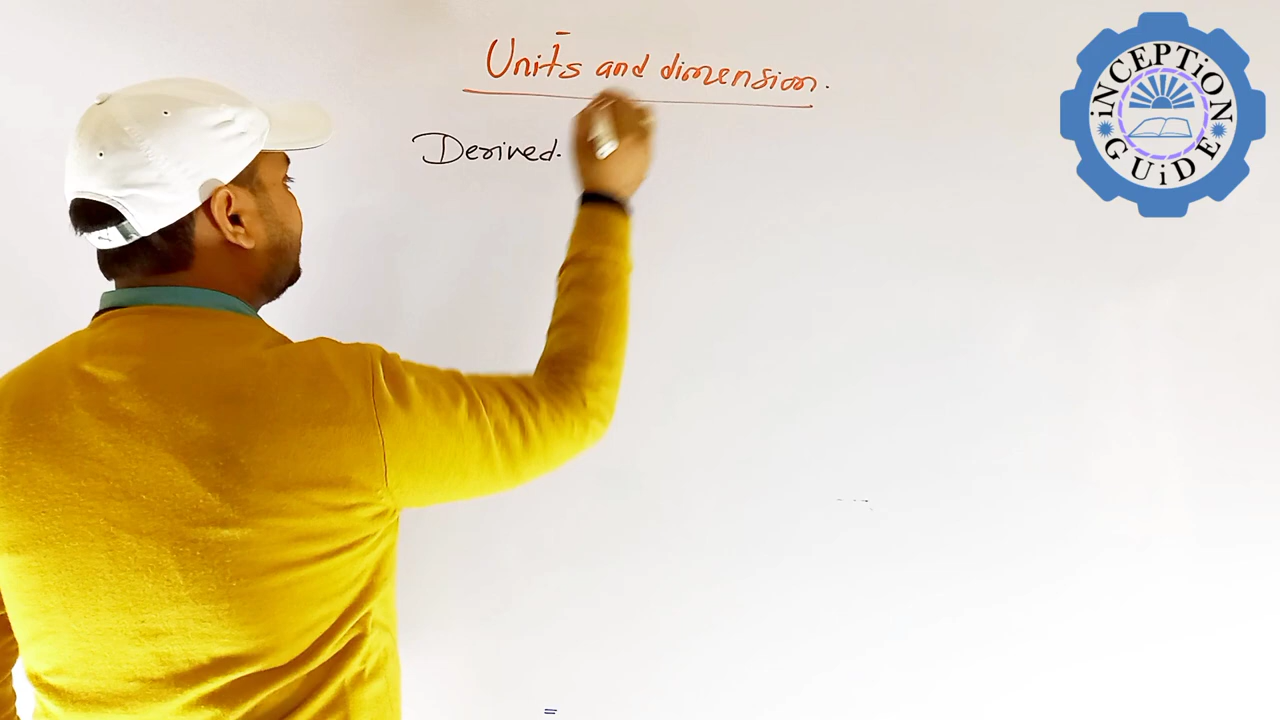 Units and dimension.
Derived.
iNCEPTiON
GUiDE
=